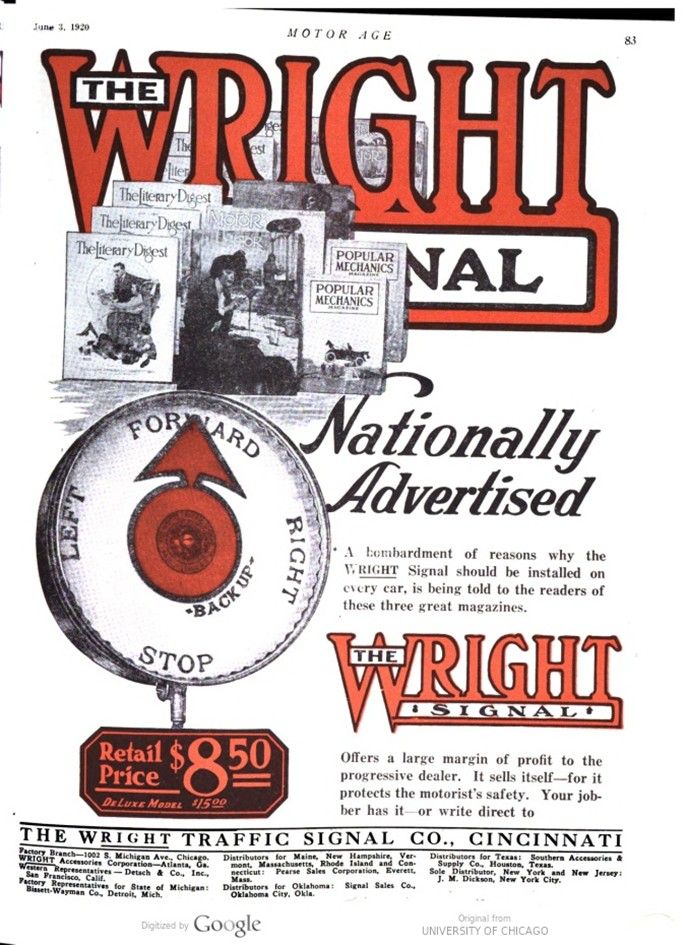 June 3, 1920
MOTOR AGE
83
THE
WRIGHT
NAL
The
est
The Literary Digest
The Literary Digest
The Literary Digest
MOTOR
POPULAR
MECHANICS
MAGAZINE
POPULAR
MECHANICS
MAGAZINE
FORWARD
LEFT
RIGHT
BACK UP
STOP
Nationally
Advertised
A bombardment of reasons why the
WRIGHT Signal should be installed on
every car, is being told to the readers of
these three great magazines.
THE
WRIGHT
SIGNAL
Retail
Price
$8.50
DE LUXE MODEL $15.00
Offers a large margin of profit to the
progressive dealer. It sells itself—for it
protects the motorist's safety. Your job-
ber has it—or write direct to
THE WRIGHT TRAFFIC SIGNAL CO., CINCINNATI
Factory Branch—1002 S. Michigan Ave., Chicago.
WRIGHT Accessories Corporation—Atlanta, Ga.
Western Representatives—Detsch & Co., Inc.,
San Francisco, Calif.
Factory Representatives for State of Michigan:
Bissett-Wayman Co., Detroit, Mich.
Distributors for Maine, New Hampshire, Ver-
mont, Massachusetts, Rhode Island and Con-
necticut: Pearse Sales Corporation, Everett,
Mass.
Distributors for Oklahoma: Signal Sales Co.,
Oklahoma City, Okla.
Distributors for Texas: Southern Accessories &
Supply Co., Houston, Texas.
Sole Distributor, New York and New Jersey:
J. M. Dickson, New York City.
Digitized by Google
Original from
UNIVERSITY OF CHICAGO